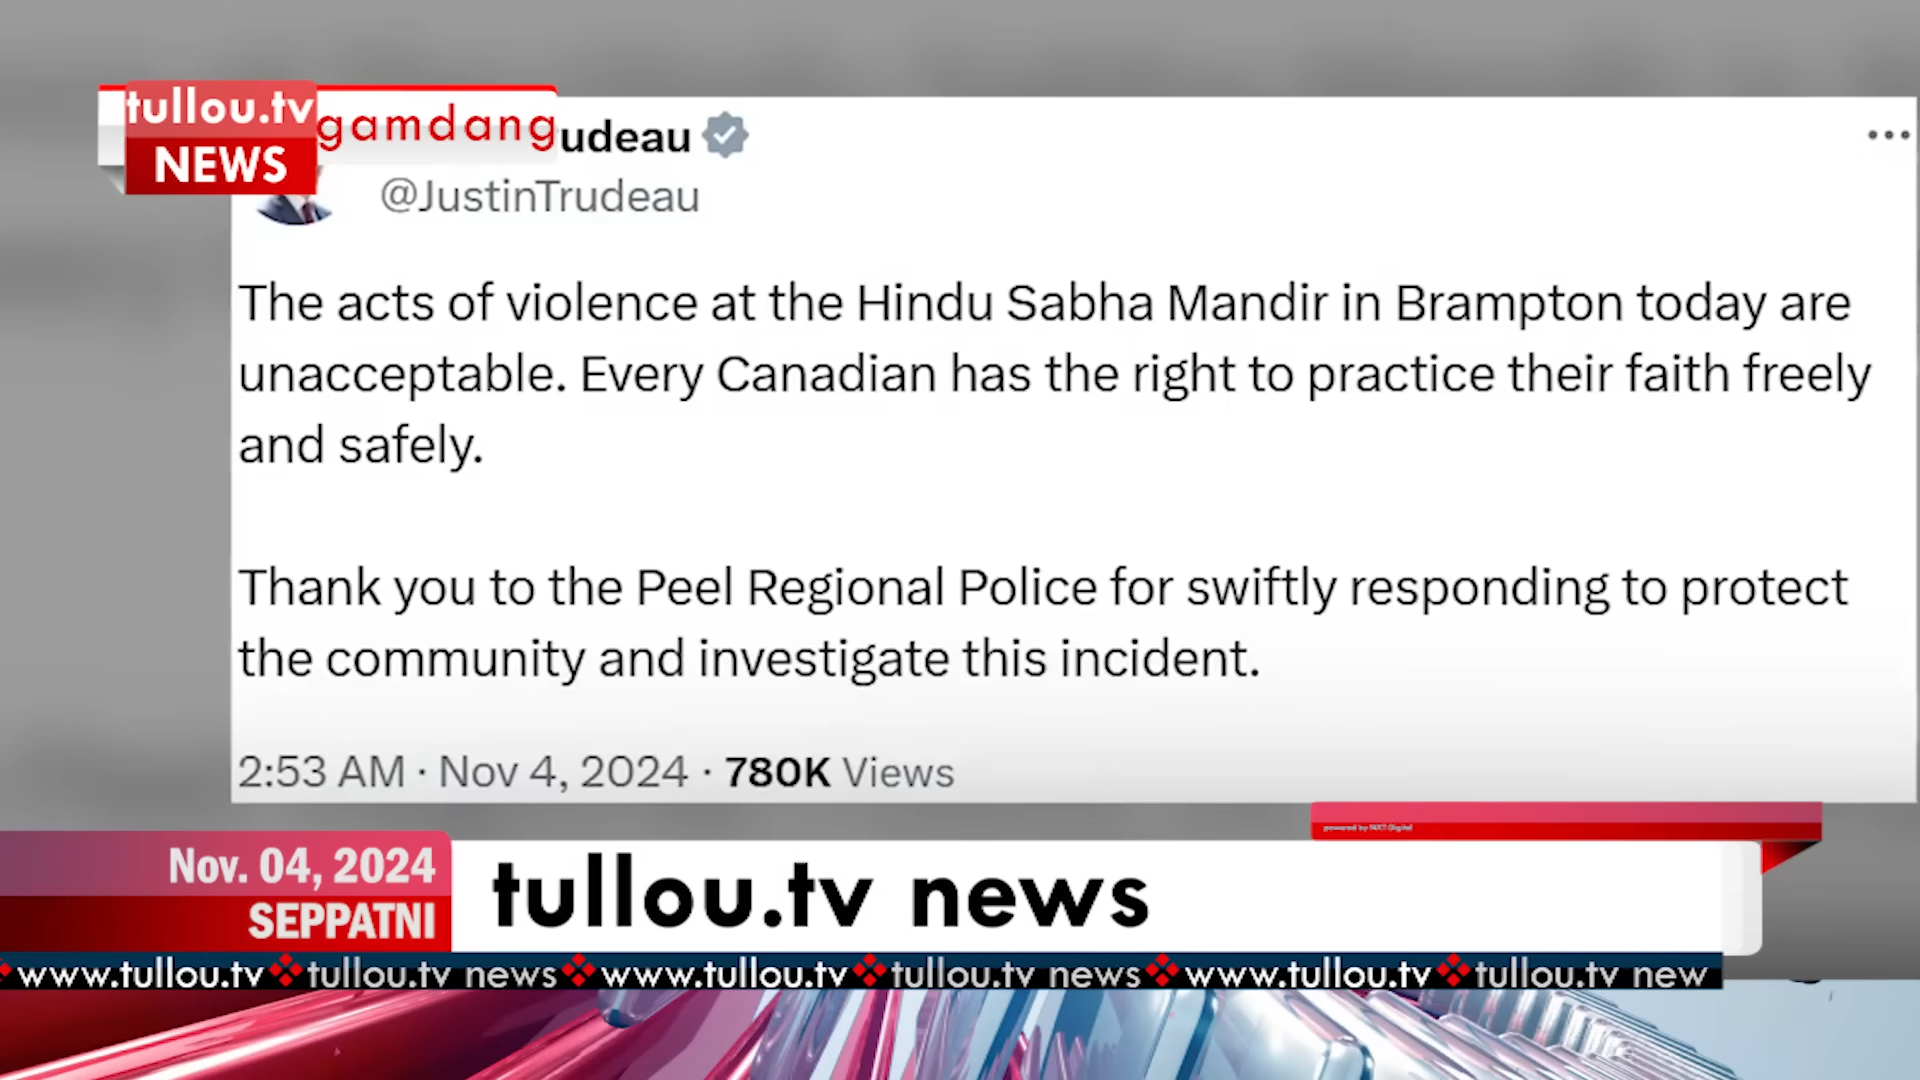 tullou.tv
NEWS
gamdang
udeau
@JustinTrudeau
The acts of violence at the Hindu Sabha Mandir in Brampton today are
unacceptable. Every Canadian has the right to practice their faith freely
and safely.
Thank you to the Peel Regional Police for swiftly responding to protect
the community and investigate this incident.
2:53 AM · Nov 4, 2024 · 780K Views
powered by NXT Digital
Nov. 04, 2024
SEPPATNI
tullou.tv news
www.tullou.tv tullou.tv news www.tullou.tv tullou.tv news www.tullou.tv tullou.tv new